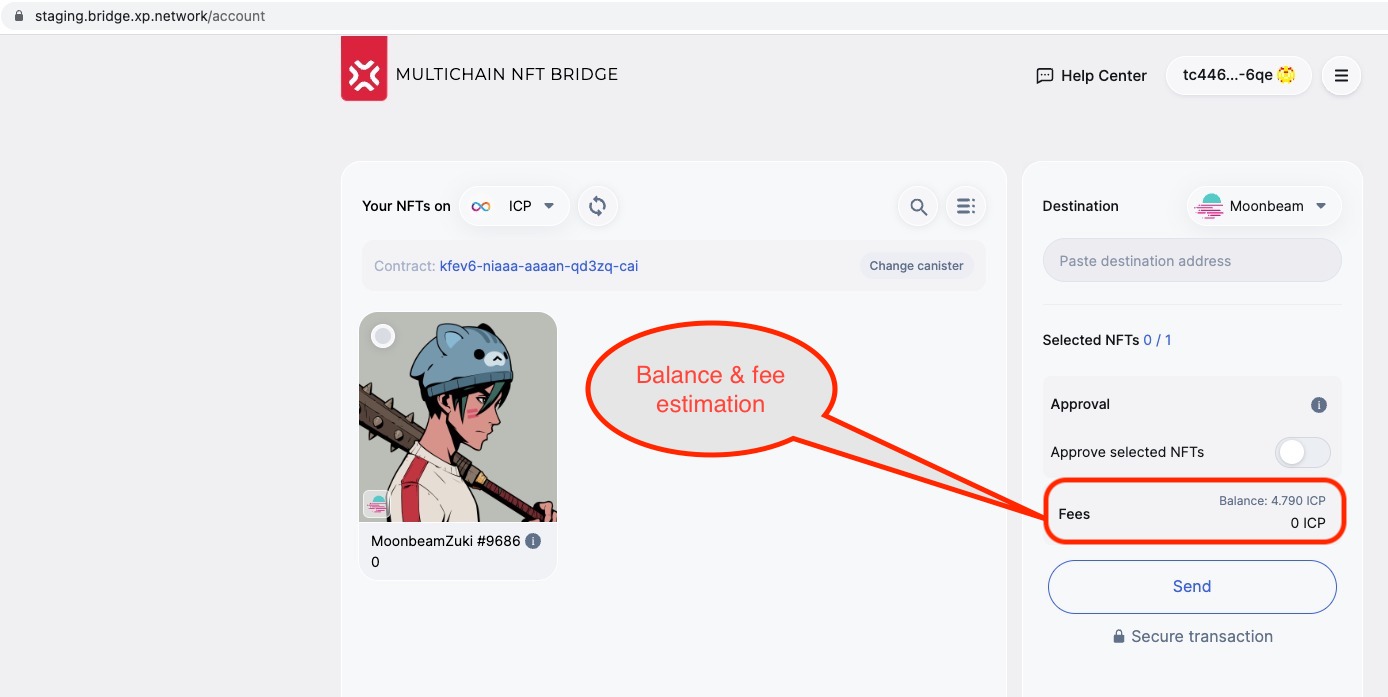 staging.bridge.xp.network/account
MULTICHAIN NFT BRIDGE
Help Center
tc446...-6qe
Your NFTs on
ICP
Contract: kfev6-niaaa-aaaan-qd3zq-cai
Change canister
MoonbeamZuki #9686
0
Balance & fee
estimation
Destination
Moonbeam
Paste destination address
Selected NFTs 0 / 1
Approval
Approve selected NFTs
Balance: 4.790 ICP
Fees
0 ICP
Send
Secure transaction